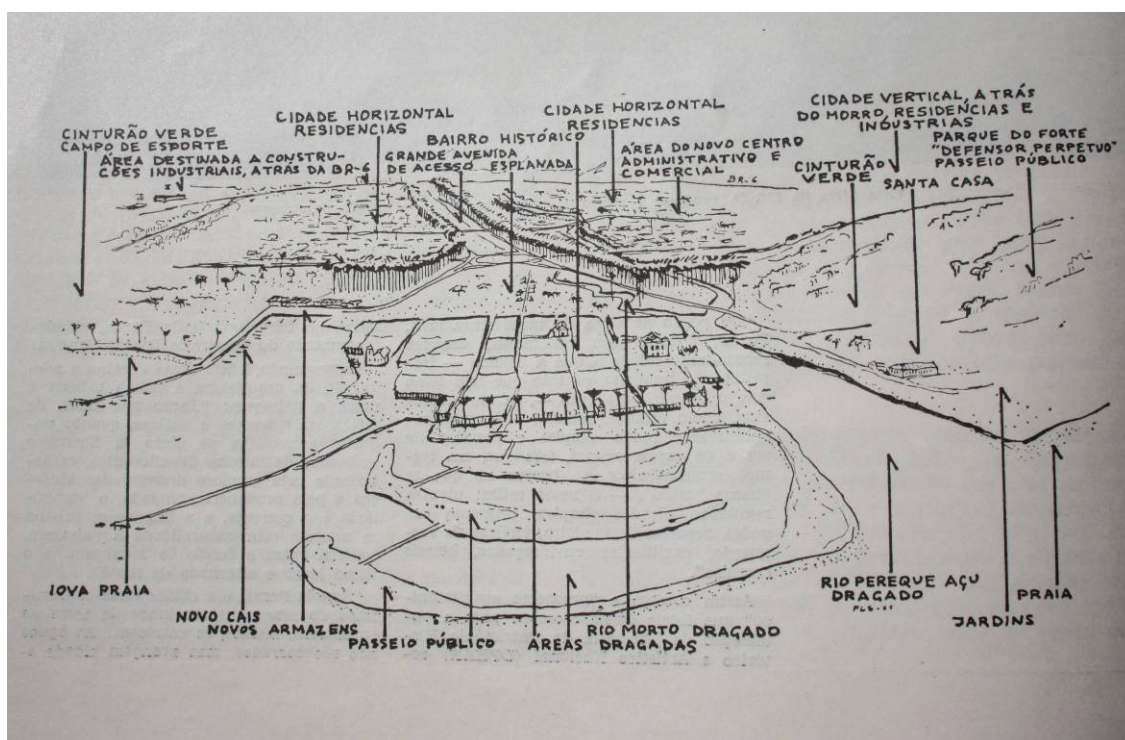 CINTURÃO VERDE
CAMPO DE ESPORTE
ÁREA DESTINADA A CONSTRU-
CÕES INDUSTRIAIS, ATRÁS DA BR-6
CIDADE HORIZONTAL
RESIDENCIAS
GRANDE AVENIDA
DE ACESSO
BAIRRO HISTÓRICO
ESPLANADA
CIDADE HORIZONTAL
RESIDENCIAS
ÁREA DO NOVO CENTRO
ADMINISTRATIVO E
COMERCIAL
BR-6
CIDADE VERTICAL, A TRÁS
DO MORRO, RESIDENCIAS E
INDÚSTRIAS
CINTURÃO
VERDE
PARQUE DO FORTE
"DEFENSOR PERPETUO"
PASSEIO PÚBLICO
SANTA CASA
IOVA PRAIA
NOVO CAIS
NOVOS ARMAZENS
PASSEIO PÚBLICO
ÁREAS DRAGADAS
RIO MORTO DRAGADO
RIO PEREQUE AÇU
DRAGADO
JARDINS
PRAIA